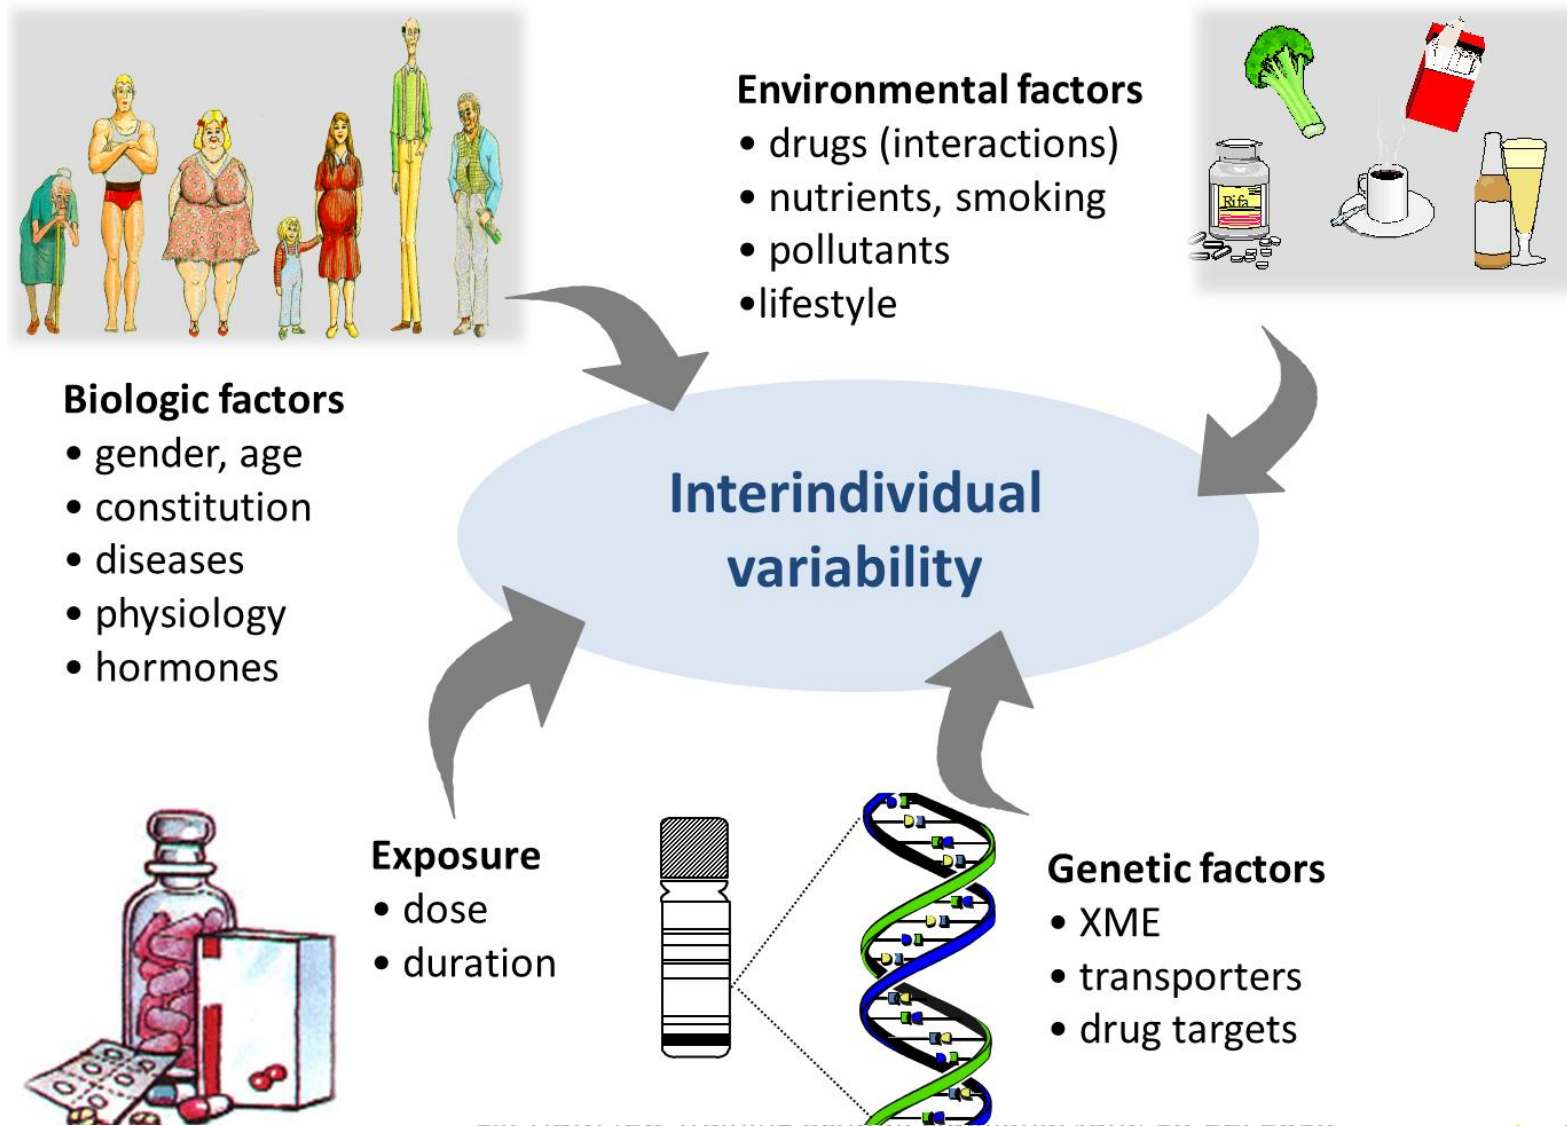 Environmental factors
• drugs (interactions)
• nutrients, smoking
• pollutants
•lifestyle
Rifa
Biologic factors
• gender, age
• constitution
• diseases
• physiology
• hormones
Interindividual
variability
Exposure
• dose
• duration
Genetic factors
• XME
• transporters
• drug targets